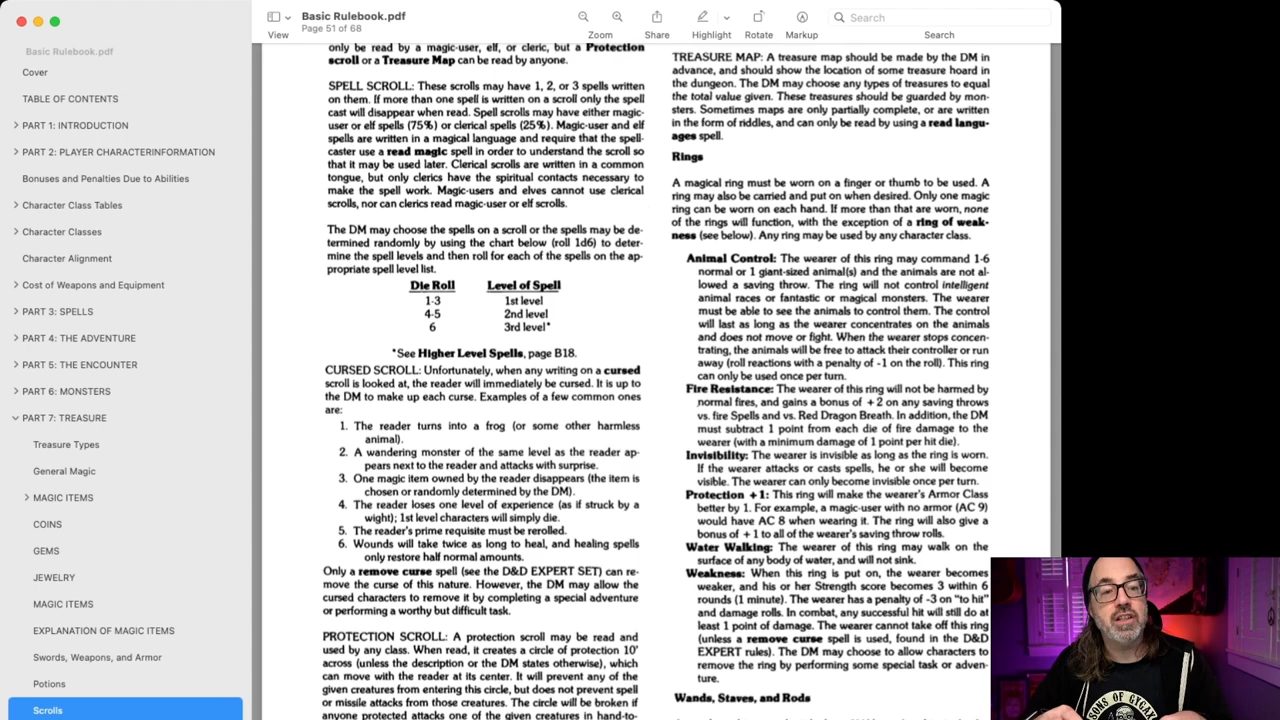 Basic Rulebook.pdf
Page 51 of 68
View
Zoom
Share
Highlight
Rotate
Markup
Search
Search
Basic Rulebook.pdf
Cover
TABLE OF CONTENTS
PART 1: INTRODUCTION
PART 2: PLAYER CHARACTERINFORMATION
Bonuses and Penalties Due to Abilities
Character Class Tables
Character Classes
Character Alignment
Cost of Weapons and Equipment
PART 3: SPELLS
PART 4: THE ADVENTURE
PART 5: THE ENCOUNTER
PART 6: MONSTERS
PART 7: TREASURE
Treasure Types
General Magic
MAGIC ITEMS
COINS
GEMS
JEWELRY
MAGIC ITEMS
EXPLANATION OF MAGIC ITEMS
Swords, Weapons, and Armor
Potions
Scrolls
only be read by a magic-user, elf, or cleric, but a Protection
scroll or a Treasure Map can be read by anyone.
SPELL SCROLL: These scrolls may have 1, 2, or 3 spells written
on them. If more than one spell is written on a scroll only the spell
cast will disappear when read. Spell scrolls may have either magic-
user or elf spells (75%) or clerical spells (25%). Magic-user and elf
spells are written in a magical language and require that the spell-
caster use a read magic spell in order to understand the scroll so
that it may be used later. Clerical scrolls are written in a common
tongue, but only clerics have the spiritual contacts necessary to
make the spell work. Magic-users and elves cannot use clerical
scrolls, nor can clerics read magic-user or elf scrolls.
The DM may choose the spells on a scroll or the spells may be de-
termined randomly by using the chart below (roll 1d6) to deter-
mine the spell levels and then roll for each of the spells on the ap-
propriate spell level list.
Die Roll Level of Spell
1-3 1st level
4-5 2nd level
6 3rd level*
*See Higher Level Spells, page B18.
CURSED SCROLL: Unfortunately, when any writing on a cursed
scroll is looked at, the reader will immediately be cursed. It is up to
the DM to make up each curse. Examples of a few common ones
are:
1. The reader turns into a frog (or some other harmless
animal).
2. A wandering monster of the same level as the reader ap-
pears next to the reader and attacks with surprise.
3. One magic item owned by the reader disappears (the item is
chosen or randomly determined by the DM).
4. The reader loses one level of experience (as if struck by a
wight); 1st level characters will simply die.
5. The reader's prime requisite must be rerolled.
6. Wounds will take twice as long to heal, and healing spells
only restore half normal amounts.
Only a remove curse spell (see the D&D EXPERT SET) can re-
move the curse of this nature. However, the DM may allow the
cursed characters to remove it by completing a special adventure
or performing a worthy but difficult task.
PROTECTION SCROLL: A protection scroll may be read and
used by any class. When read, it creates a circle of protection 10'
across (unless the description or the DM states otherwise), which
can move with the reader at its center. It will prevent any of the
given creatures from entering this circle, but does not prevent spell
or missile attacks from those creatures. The circle will be broken if
anyone protected attacks one of the given creatures in hand-to-
TREASURE MAP: A treasure map should be made by the DM in
advance, and should show the location of some treasure hoard in
the dungeon. The DM may choose any types of treasures to equal
the total value given. These treasures should be guarded by mon-
sters. Sometimes maps are only partially complete, or are written
in the form of riddles, and can only be read by using a read langu-
ages spell.
Rings
A magical ring must be worn on a finger or thumb to be used. A
ring may also be carried and put on when desired. Only one magic
ring can be worn on each hand. If more than that are worn, none
of the rings will function, with the exception of a ring of weak-
ness (see below). Any ring may be used by any character class.
Animal Control: The wearer of this ring may command 1-6
normal or 1 giant-sized animal(s) and the animals are not al-
lowed a saving throw. The ring will not control intelligent
animal races or fantastic or magical monsters. The wearer
must be able to see the animals to control them. The control
will last as long as the wearer concentrates on the animals
and does not move or fight. When the wearer stops concen-
trating, the animals will be free to attack their controller or run
away (roll reactions with a penalty of -1 on the roll). This ring
can only be used once per turn.
Fire Resistance: The wearer of this ring will not be harmed by
normal fires, and gains a bonus of +2 on any saving throws
vs. fire Spells and vs. Red Dragon Breath. In addition, the DM
must subtract 1 point from each die of fire damage to the
wearer (with a minimum damage of 1 point per hit die).
Invisibility: The wearer is invisible as long as the ring is worn.
If the wearer attacks or casts spells, he or she will become
visible. The wearer can only become invisible once per turn.
Protection +1: This ring will make the wearer's Armor Class
better by 1. For example, a magic-user with no armor (AC 9)
would have AC 8 when wearing it. The ring will also give a
bonus of +1 to all of the wearer's saving throw rolls.
Water Walking: The wearer of this ring may walk on the
surface of any body of water, and will not sink.
Weakness: When this ring is put on, the wearer becomes
weaker, and his or her Strength score becomes 3 within 6
rounds (1 minute). The wearer has a penalty of -3 on "to hit"
and damage rolls. In combat, any successful hit will still do at
least 1 point of damage. The wearer cannot take off this ring
(unless a remove curse spell is used, found in the D&D
EXPERT rules). The DM may choose to allow characters to
remove the ring by performing some special task or adven-
ture.
Wands, Staves, and Rods
SONS OF GYGAX